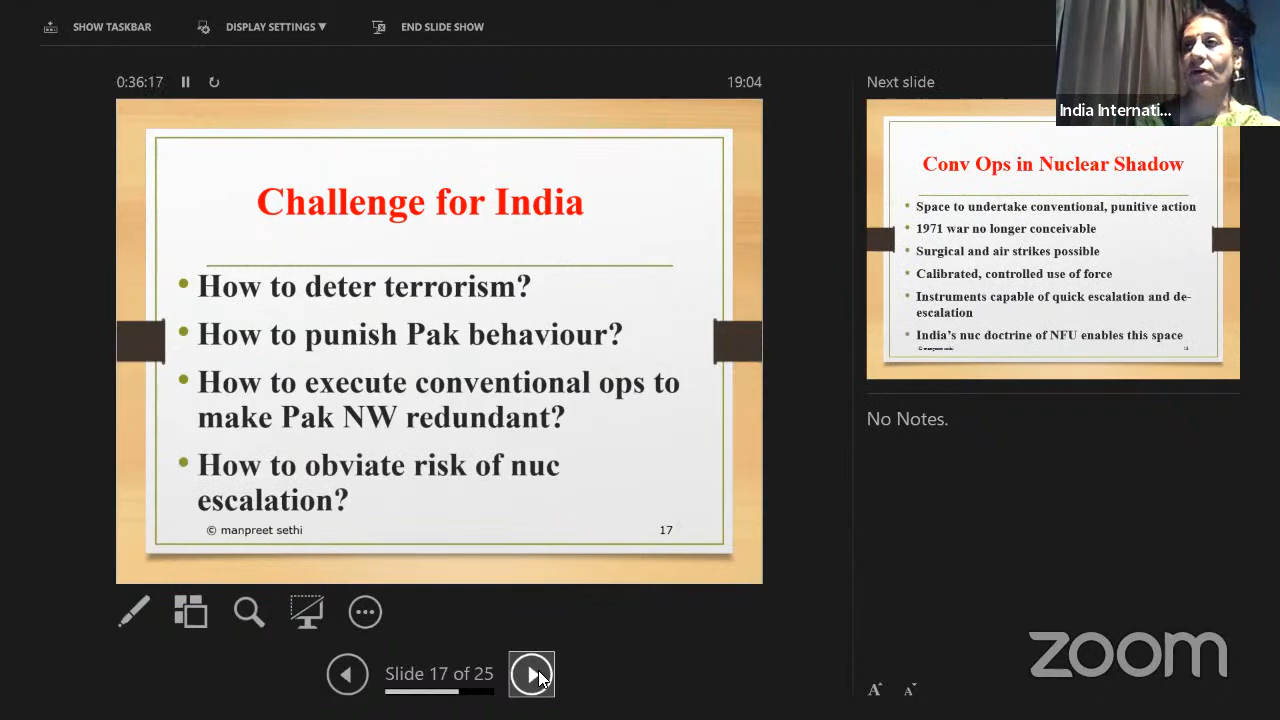 SHOW TASKBAR
DISPLAY SETTINGS ▼
END SLIDE SHOW
0:36:17
19:04
Challenge for India
• How to deter terrorism?
• How to punish Pak behaviour?
• How to execute conventional ops to
make Pak NW redundant?
• How to obviate risk of nuc
escalation?
© manpreet sethi
17
Slide 17 of 25
Next slide
India Internati...
Conv Ops in Nuclear Shadow
• Space to undertake conventional, punitive action
• 1971 war no longer conceivable
• Surgical and air strikes possible
• Calibrated, controlled use of force
• Instruments capable of quick escalation and de-
escalation
• India's nuc doctrine of NFU enables this space
© manpreet sethi
No Notes.
zoom
A A